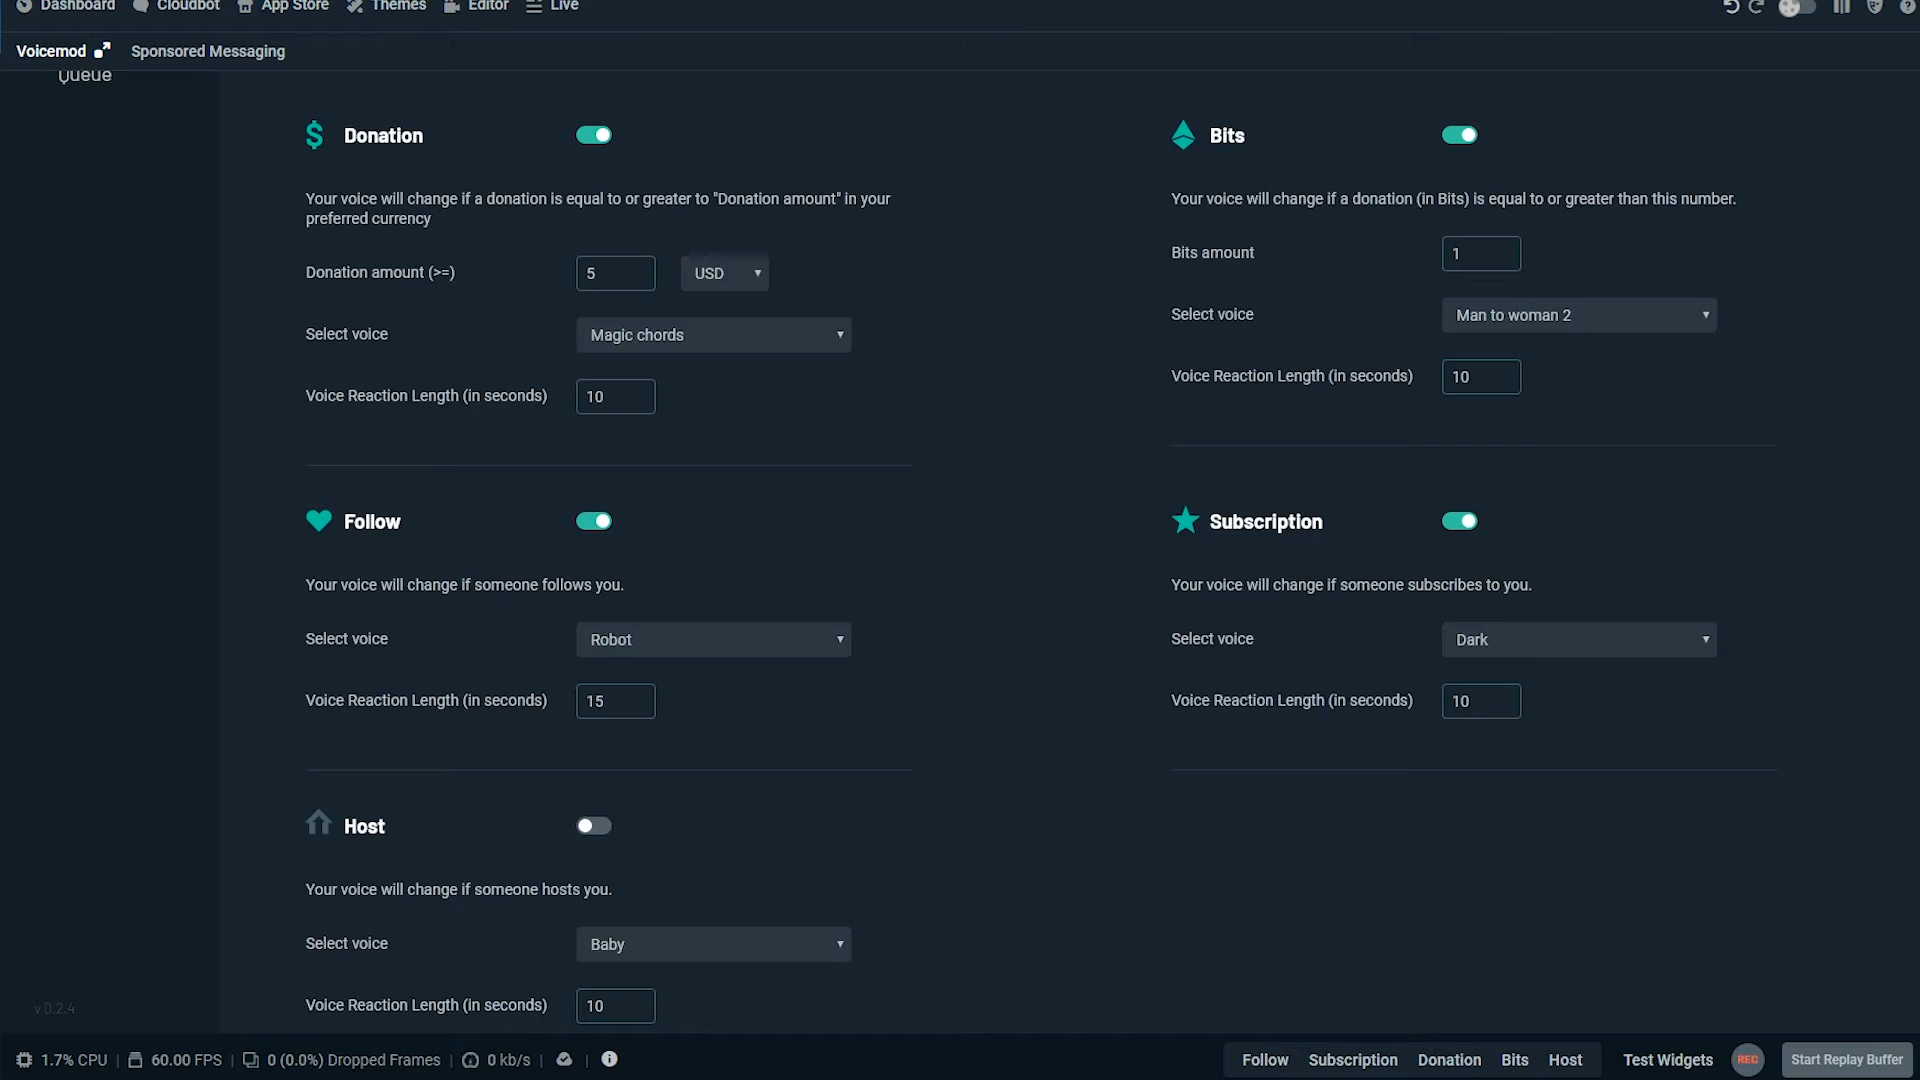 Dashboard Cloudbot App Store Themes Editor Live
Voicemod Sponsored Messaging
Queue
Donation
Your voice will change if a donation is equal to or greater to "Donation amount" in your
preferred currency
Donation amount (>=) 5 USD
Select voice Magic chords
Voice Reaction Length (in seconds) 10
Bits
Your voice will change if a donation (in Bits) is equal to or greater than this number.
Bits amount 1
Select voice Man to woman 2
Voice Reaction Length (in seconds) 10
Follow
Your voice will change if someone follows you.
Select voice Robot
Voice Reaction Length (in seconds) 15
Subscription
Your voice will change if someone subscribes to you.
Select voice Dark
Voice Reaction Length (in seconds) 10
Host
Your voice will change if someone hosts you.
Select voice Baby
Voice Reaction Length (in seconds) 10
v 0.2.4
1.7% CPU | 60.00 FPS | 0 (0.0%) Dropped Frames | 0 kb/s | | Follow Subscription Donation Bits Host Test Widgets REC Start Replay Buffer